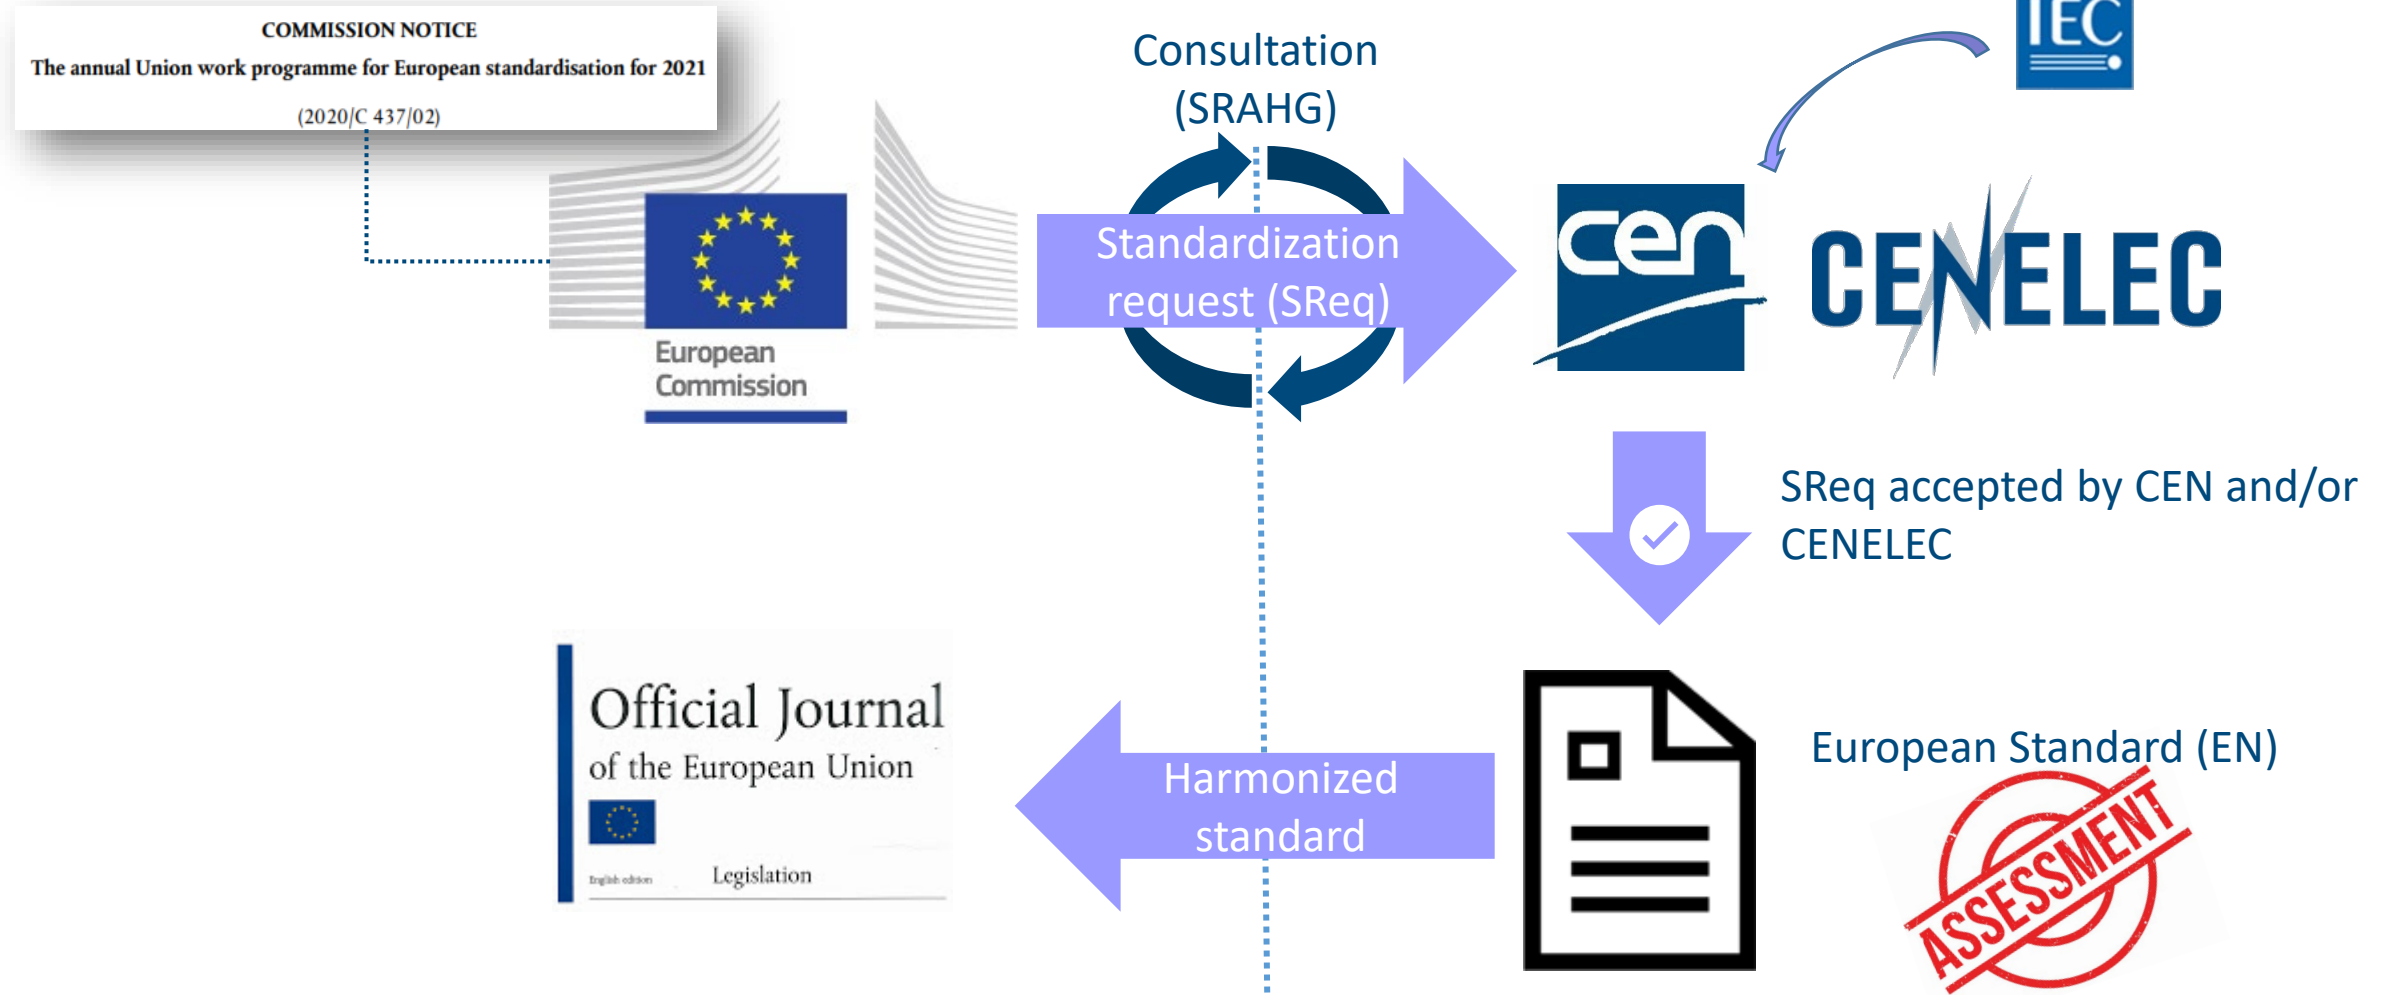 COMMISSION NOTICE
The annual Union work programme for European standardisation for 2021
(2020/C 437/02)
European
Commission
Consultation
(SRAHG)
Standardization
request (SReq)
IEC
cen
CENELEC
SReq accepted by CEN and/or
CENELEC
European Standard (EN)
ASSESSMENT
Harmonized
standard
Official Journal
of the European Union
English edition
Legislation